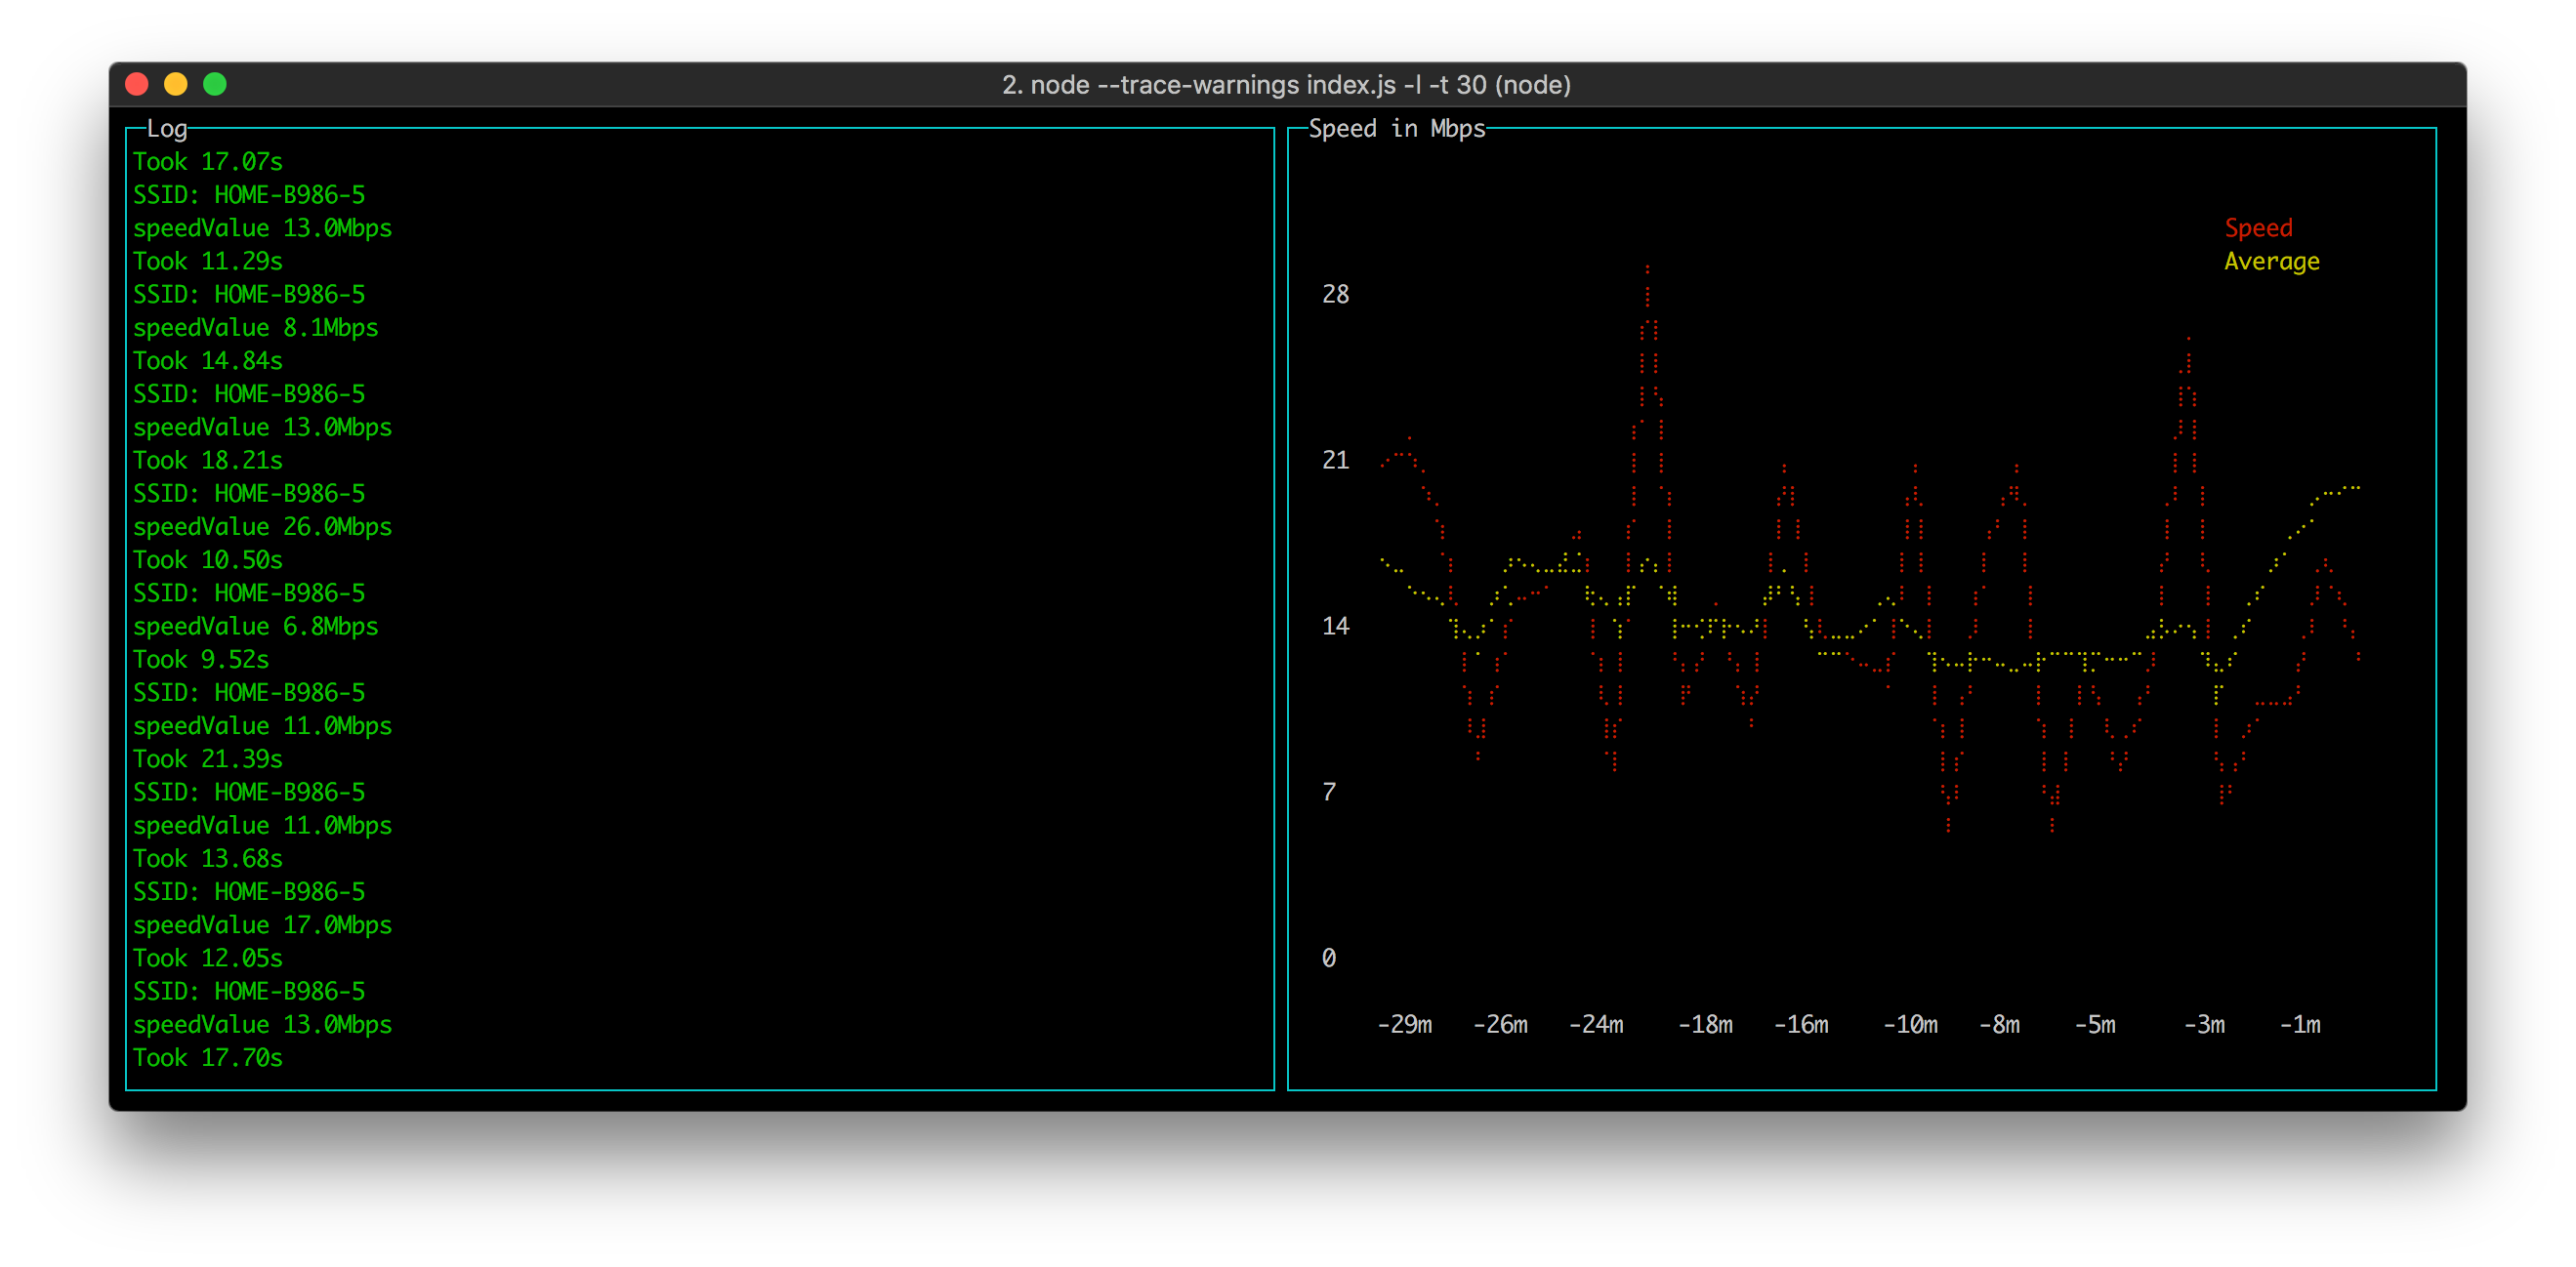 2. node --trace-warnings index.js -l -t 30 (node)
Log
Took 17.07s
SSID: HOME-B986-5
speedValue 13.0Mbps
Took 11.29s
SSID: HOME-B986-5
speedValue 8.1Mbps
Took 14.84s
SSID: HOME-B986-5
speedValue 13.0Mbps
Took 18.21s
SSID: HOME-B986-5
speedValue 26.0Mbps
Took 10.50s
SSID: HOME-B986-5
speedValue 6.8Mbps
Took 9.52s
SSID: HOME-B986-5
speedValue 11.0Mbps
Took 21.39s
SSID: HOME-B986-5
speedValue 11.0Mbps
Took 13.68s
SSID: HOME-B986-5
speedValue 17.0Mbps
Took 12.05s
SSID: HOME-B986-5
speedValue 13.0Mbps
Took 17.70s
Speed in Mbps
Speed
Average
28
21
14
7
0
-29m -26m -24m -18m -16m -10m -8m -5m -3m -1m